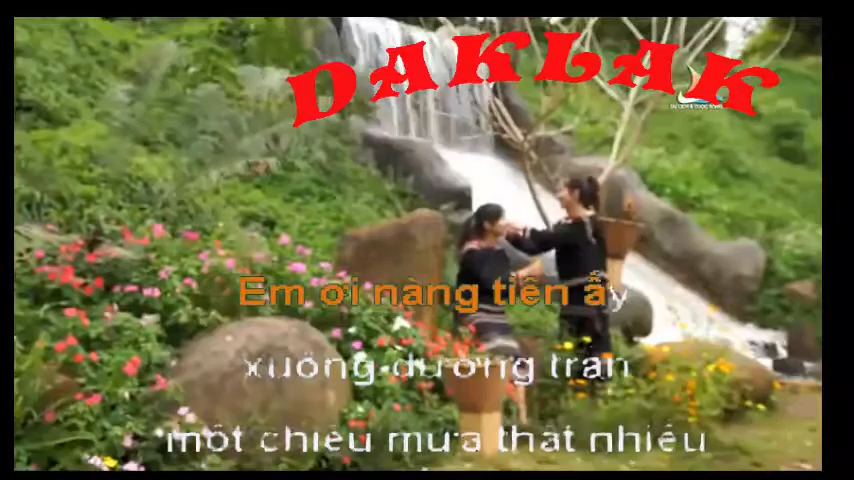 DAKLAK
Em ơi nàng tiên ấy
xuống dương trần
một chiều mưa thật nhiều